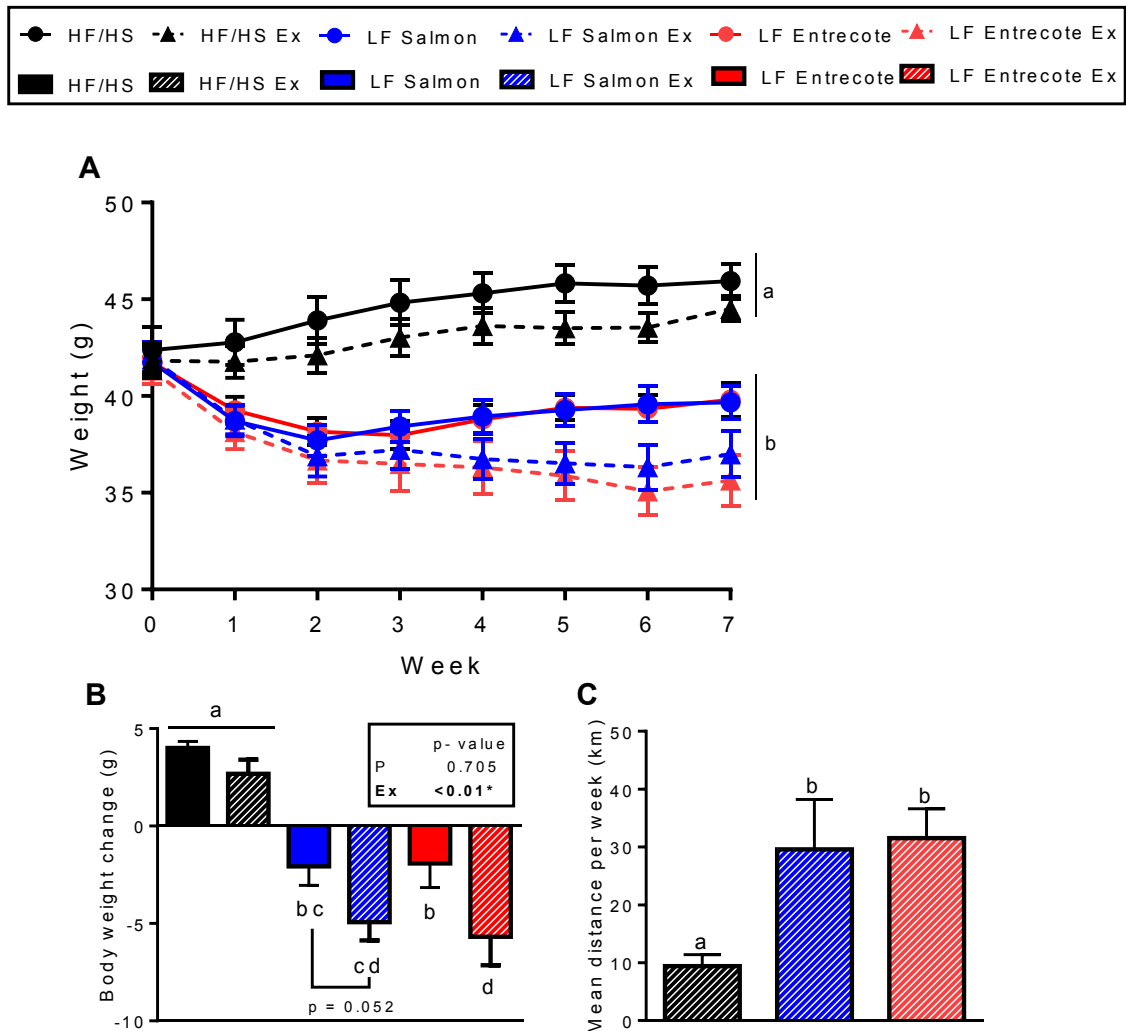 HF/HS HF/HS Ex LF Salmon LF Salmon Ex LF Entrecote LF Entrecote Ex
HF/HS HF/HS Ex LF Salmon LF Salmon Ex LF Entrecote LF Entrecote Ex
A
Weight (g)
50
45
40
35
30
a
b
0 1 2 3 4 5 6 7
Week
B
Body weight change (g)
5
0
-5
-10
a
p- value
P 0.705
Ex <0.01*
bc
b
cd
d
p = 0.052
C
Mean distance per week (km)
50
40
30
20
10
0
a
b
b